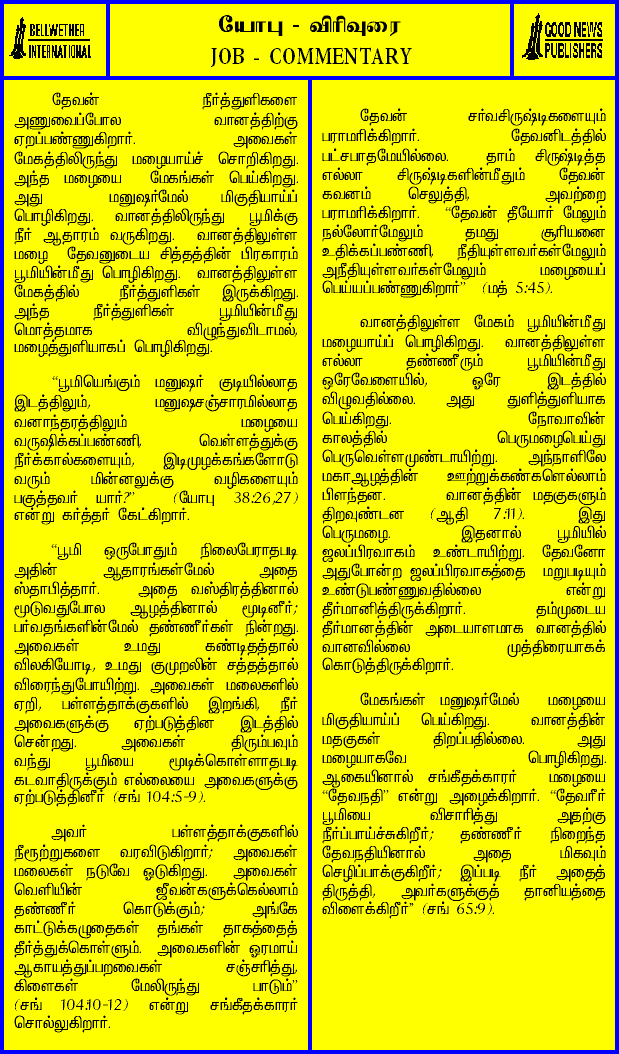 BELLWETHER
INTERNATIONAL
யோபு - விரிவுரை
JOB - COMMENTARY
GOOD NEWS
PUBLISHERS
தேவன் நீர்த்துளிகளை
அணுவைப்போல வானத்திற்கு
ஏறப்பண்ணுகிறார். அவைகள்
மேகத்திலிருந்து மழையாய்ச் சொரிகிறது.
அந்த மழையை மேகங்கள் பெய்கிறது.
அது மனுஷர்மேல் மிகுதியாய்ப்
பொழிகிறது. வானத்திலிருந்து பூமிக்கு
நீர் ஆதாரம் வருகிறது. வானத்திலுள்ள
மழை தேவனுடைய சித்தத்தின் பிரகாரம்
பூமியின்மீது பொழிகிறது. வானத்திலுள்ள
மேகத்தில் நீர்த்துளிகள் இருக்கிறது.
அந்த நீர்த்துளிகள் பூமியின்மீது
மொத்தமாக விழுந்துவிடாமல்,
மழைத்துளியாகப் பொழிகிறது.
“பூமியெங்கும் மனுஷர் குடியில்லாத
இடத்திலும், மனுஷசஞ்சாரமில்லாத
வனாந்தரத்திலும் மழையை
வருஷிக்கப்பண்ணி, வெள்ளத்துக்கு
நீர்க்கால்களையும், இடிமுழக்கங்களோடு
வரும் மின்னலுக்கு வழிகளையும்
பகுத்தவர் யார்?” (யோபு 38:26,27)
என்று கர்த்தர் கேட்கிறார்.
“பூமி ஒருபோதும் நிலைபேராதபடி
அதின் ஆதாரங்கள்மேல் அதை
ஸ்தாபித்தார். அதை வஸ்திரத்தினால்
மூடுவதுபோல ஆழத்தினால் மூடினீர்;
பர்வதங்களின்மேல் தண்ணீர்கள் நின்றது.
அவைகள் உமது கண்டிதத்தால்
விலகியோடி, உமது குமுறலின் சத்தத்தால்
விரைந்துபோயிற்று. அவைகள் மலைகளில்
ஏறி, பள்ளத்தாக்குகளில் இறங்கி, நீர்
அவைகளுக்கு ஏற்படுத்தின இடத்தில்
சென்றது. அவைகள் திரும்பவும்
வந்து பூமியை மூடிக்கொள்ளாதபடி
கடவாதிருக்கும் எல்லையை அவைகளுக்கு
ஏற்படுத்தினீர் (சங் 104:5-9).
அவர் பள்ளத்தாக்குகளில்
நீரூற்றுகளை வரவிடுகிறார்; அவைகள்
மலைகள் நடுவே ஓடுகிறது. அவைகள்
வெளியின் ஜீவன்களுக்கெல்லாம்
தண்ணீர் கொடுக்கும்; அங்கே
காட்டுக்கழுதைகள் தங்கள் தாகத்தைத்
தீர்த்துக்கொள்ளும். அவைகளின் ஓரமாய்
ஆகாயத்துப்பறவைகள் சஞ்சரித்து,
கிளைகள் மேலிருந்து பாடும்”
(சங் 104:10-12) என்று சங்கீதக்காரர்
சொல்லுகிறார்.
தேவன் சர்வசிருஷ்டிகளையும்
பராமரிக்கிறார். தேவனிடத்தில்
பட்சபாதமேயில்லை. தாம் சிருஷ்டித்த
எல்லா சிருஷ்டிகளின்மீதும் தேவன்
கவனம் செலுத்தி, அவற்றை
பராமரிக்கிறார். “தேவன் தீயோர் மேலும்
நல்லோர்மேலும் தமது சூரியனை
உதிக்கப்பண்ணி, நீதியுள்ளவர்கள்மேலும்
அநீதியுள்ளவர்கள்மேலும் மழையைப்
பெய்யப்பண்ணுகிறார்” (மத் 5:45).
வானத்திலுள்ள மேகம் பூமியின்மீது
மழையாய்ப் பொழிகிறது. வானத்திலுள்ள
எல்லா தண்ணீரும் பூமியின்மீது
ஒரேவேளையில், ஒரே இடத்தில்
விழுவதில்லை. அது துளித்துளியாக
பெய்கிறது. நோவாவின்
காலத்தில் பெருமழைபெய்து
பெருவெள்ளமுண்டாயிற்று. அந்நாளிலே
மகாஆழத்தின் ஊற்றுக்கண்களெல்லாம்
பிளந்தன. வானத்தின் மதகுகளும்
திறவுண்டன (ஆதி 7:11). இது
பெருமழை. இதனால் பூமியில்
ஜலப்பிரவாகம் உண்டாயிற்று. தேவனோ
அதுபோன்ற ஜலப்பிரவாகத்தை மறுபடியும்
உண்டுபண்ணுவதில்லை என்று
தீர்மானித்திருக்கிறார். தம்முடைய
தீர்மானத்தின் அடையாளமாக வானத்தில்
வானவில்லை முத்திரையாகக்
கொடுத்திருக்கிறார்.
மேகங்கள் மனுஷர்மேல் மழையை
மிகுதியாய்ப் பெய்கிறது. வானத்தின்
மதகுகள் திறப்பதில்லை. அது
மழையாகவே பொழிகிறது.
ஆகையினால் சங்கீதக்காரர் மழையை
“தேவநதி” என்று அழைக்கிறார். “தேவரீர்
பூமியை விசாரித்து அதற்கு
நீர்ப்பாய்ச்சுகிறீர்; தண்ணீர் நிறைந்த
தேவநதியினால் அதை மிகவும்
செழிப்பாக்குகிறீர்; இப்படி நீர் அதைத்
திருத்தி, அவர்களுக்குத் தானியத்தை
விளைக்கிறீர்” (சங் 65:9).